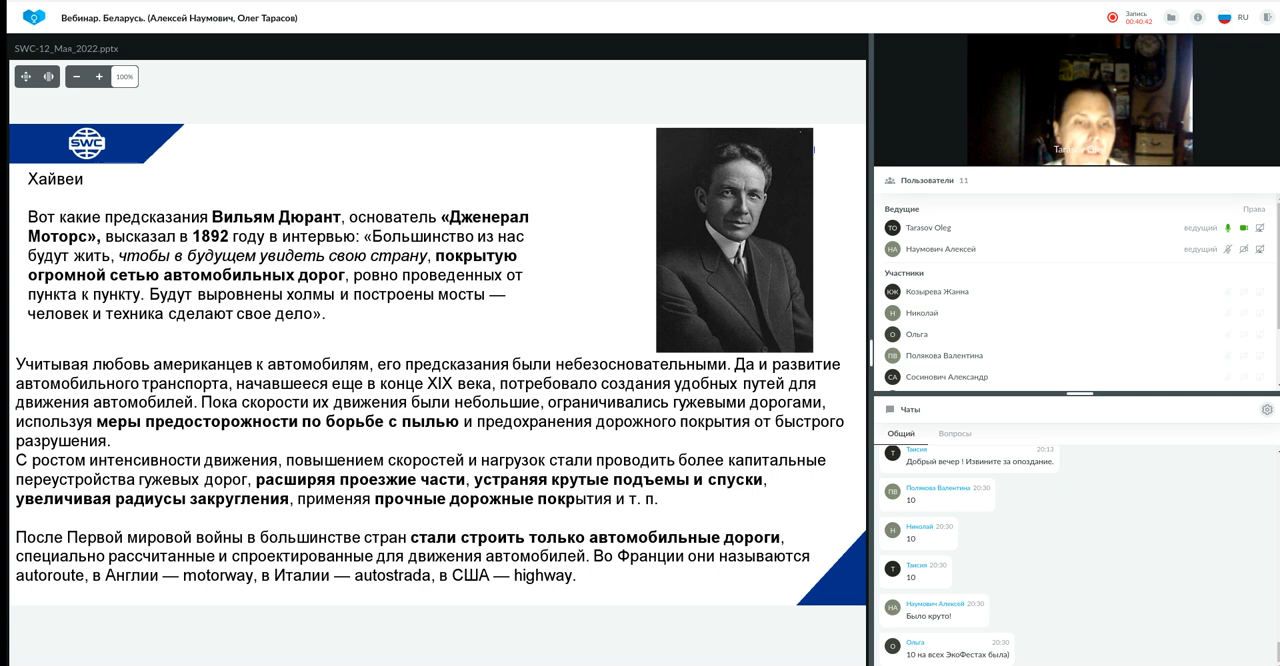 Вебинар. Беларусь. (Алексей Наумович, Олег Тарасов)
Запись
00:40:42
RU
SWC-12_Мая_2022.pptx
100%
SWC
Хайвеи
Вот какие предсказания Вильям Дюрант, основатель «Дженерал
Моторс», высказал в 1892 году в интервью: «Большинство из нас
будут жить, чтобы в будущем увидеть свою страну, покрытую
огромной сетью автомобильных дорог, ровно проведенных от
пункта к пункту. Будут выровнены холмы и построены мосты —
человек и техника сделают свое дело».
Учитывая любовь американцев к автомобилям, его предсказания были небезосновательными. Да и развитие
автомобильного транспорта, начавшееся еще в конце XIX века, потребовало создания удобных путей для
движения автомобилей. Пока скорости их движения были небольшие, ограничивались гужевыми дорогами,
используя меры предосторожности по борьбе с пылью и предохранения дорожного покрытия от быстрого
разрушения.
С ростом интенсивности движения, повышением скоростей и нагрузок стали проводить более капитальные
переустройства гужевых дорог, расширяя проезжие части, устраняя крутые подъемы и спуски,
увеличивая радиусы закругления, применяя прочные дорожные покрытия и т. п.
После Первой мировой войны в большинстве стран стали строить только автомобильные дороги,
специально рассчитанные и спроектированные для движения автомобилей. Во Франции они называются
autoroute, в Англии — motorway, в Италии — autostrada, в США — highway.
Tarasov Oleg
Пользователи 11
Ведущие Права
TO Tarasov Oleg ведущий
НА Наумович Алексей ведущий
Участники
КЖ Козырева Жанна
Н Николай
О Ольга
ПВ Полякова Валентина
СА Сосинович Александр
Чаты
Общий Вопросы
Таисия 20:13
Т Добрый вечер ! Извините за опоздание.
ПВ Полякова Валентина 20:30
10
Н Николай 20:30
10
Т Таисия 20:30
10
НА Наумович Алексей 20:30
Было круто!
О Ольга 20:30
10 на всех ЭкоФестах была)